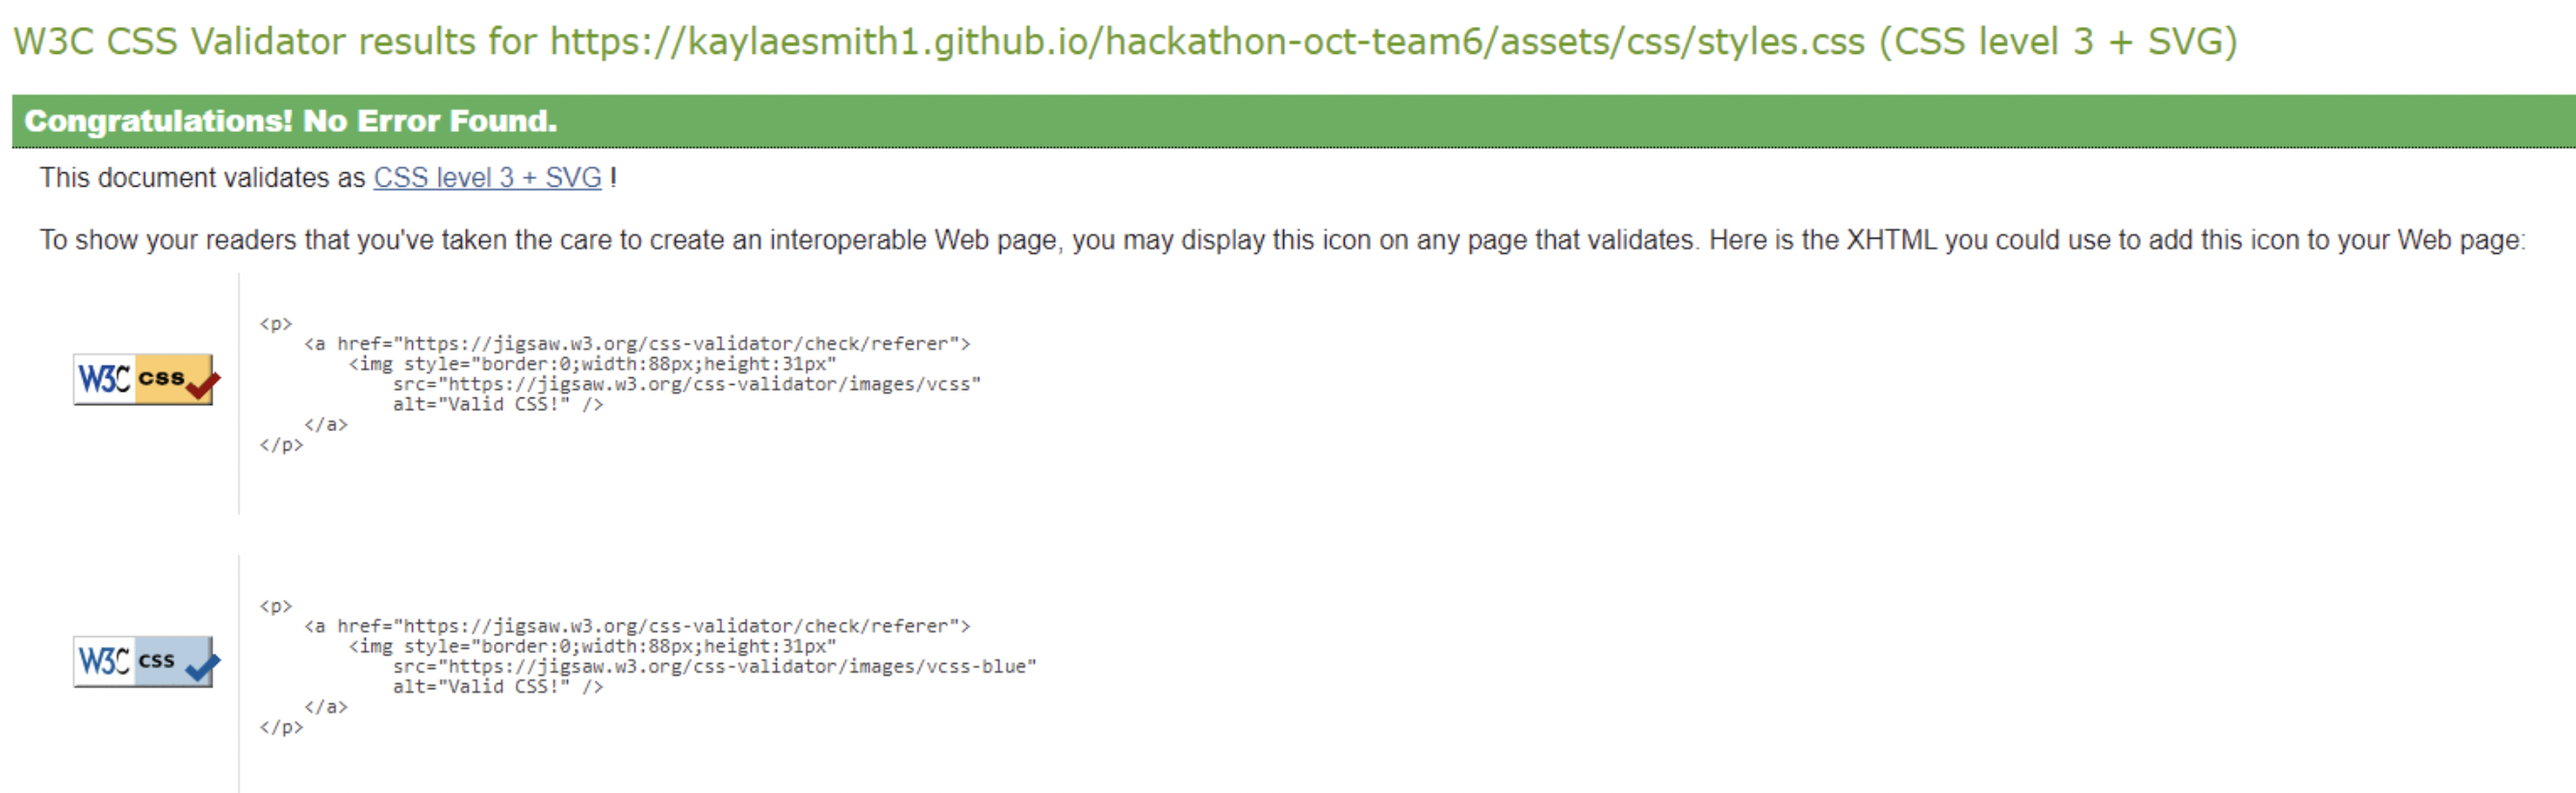 W3C CSS Validator results for https://kaylaesmith1.github.io/hackathon-oct-team6/assets/css/styles.css (CSS level 3 + SVG)
Congratulations! No Error Found.
This document validates as CSS level 3 + SVG !
To show your readers that you've taken the care to create an interoperable Web page, you may display this icon on any page that validates. Here is the XHTML you could use to add this icon to your Web page:
W3C css
<p>
    <a href="https://jigsaw.w3.org/css-validator/check/referer">
        <img style="border:0;width:88px;height:31px"
            src="https://jigsaw.w3.org/css-validator/images/vcss"
            alt="Valid CSS!" />
    </a>
</p>
W3C css
<p>
    <a href="https://jigsaw.w3.org/css-validator/check/referer">
        <img style="border:0;width:88px;height:31px"
            src="https://jigsaw.w3.org/css-validator/images/vcss-blue"
            alt="Valid CSS!" />
    </a>
</p>